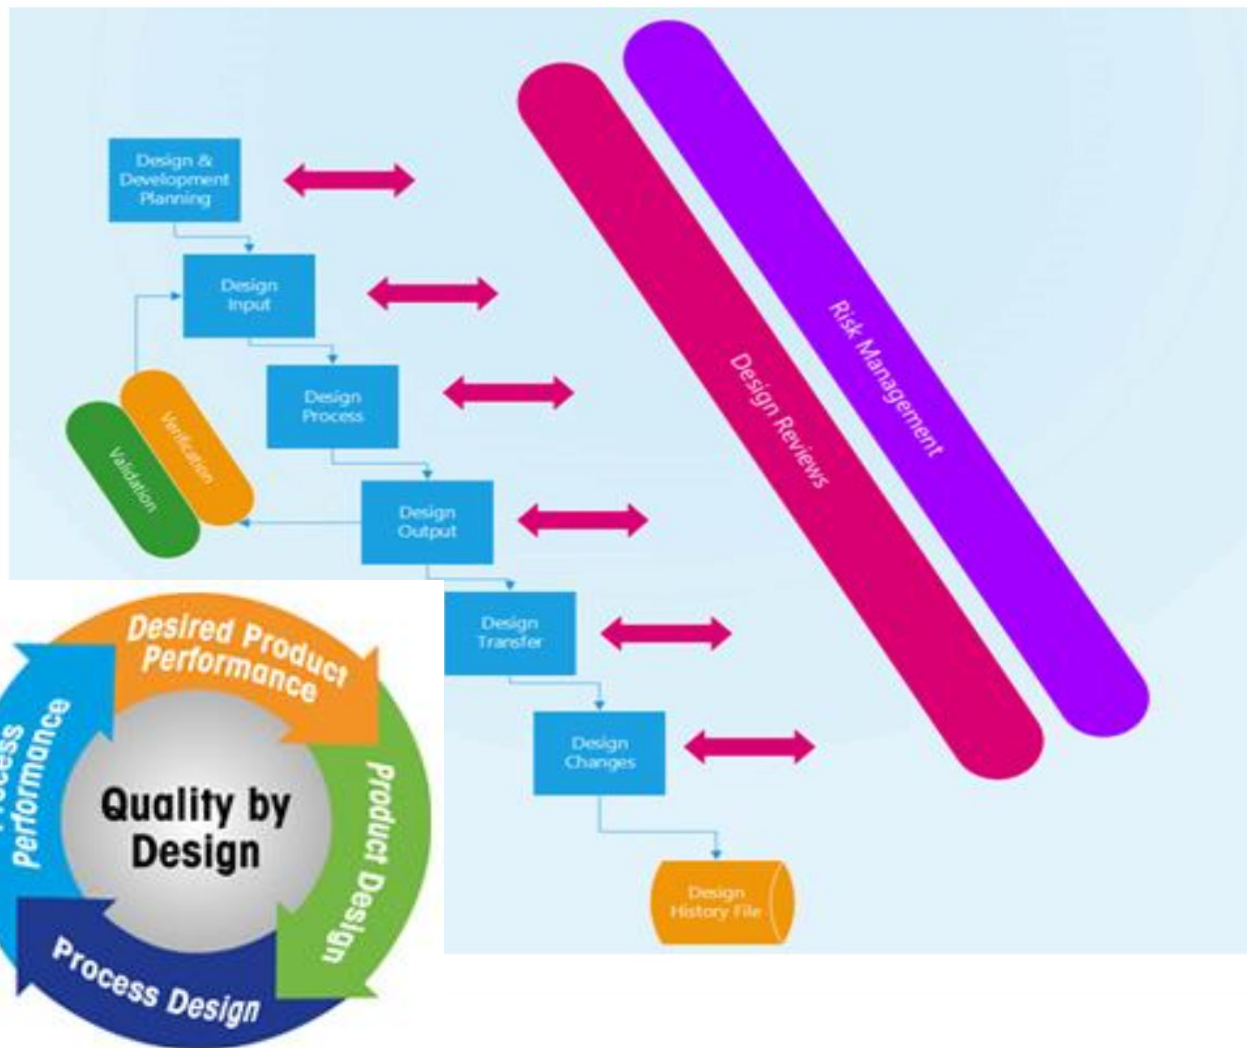 Design &
Development
Planning
Design
Input
Design
Process
Verification
Validation
Design
Output
Design
Transfer
Design
Changes
Design
History File
Design Reviews
Risk Management
Desired Product
Performance
Product Design
Process Design
Performance
Quality by
Design